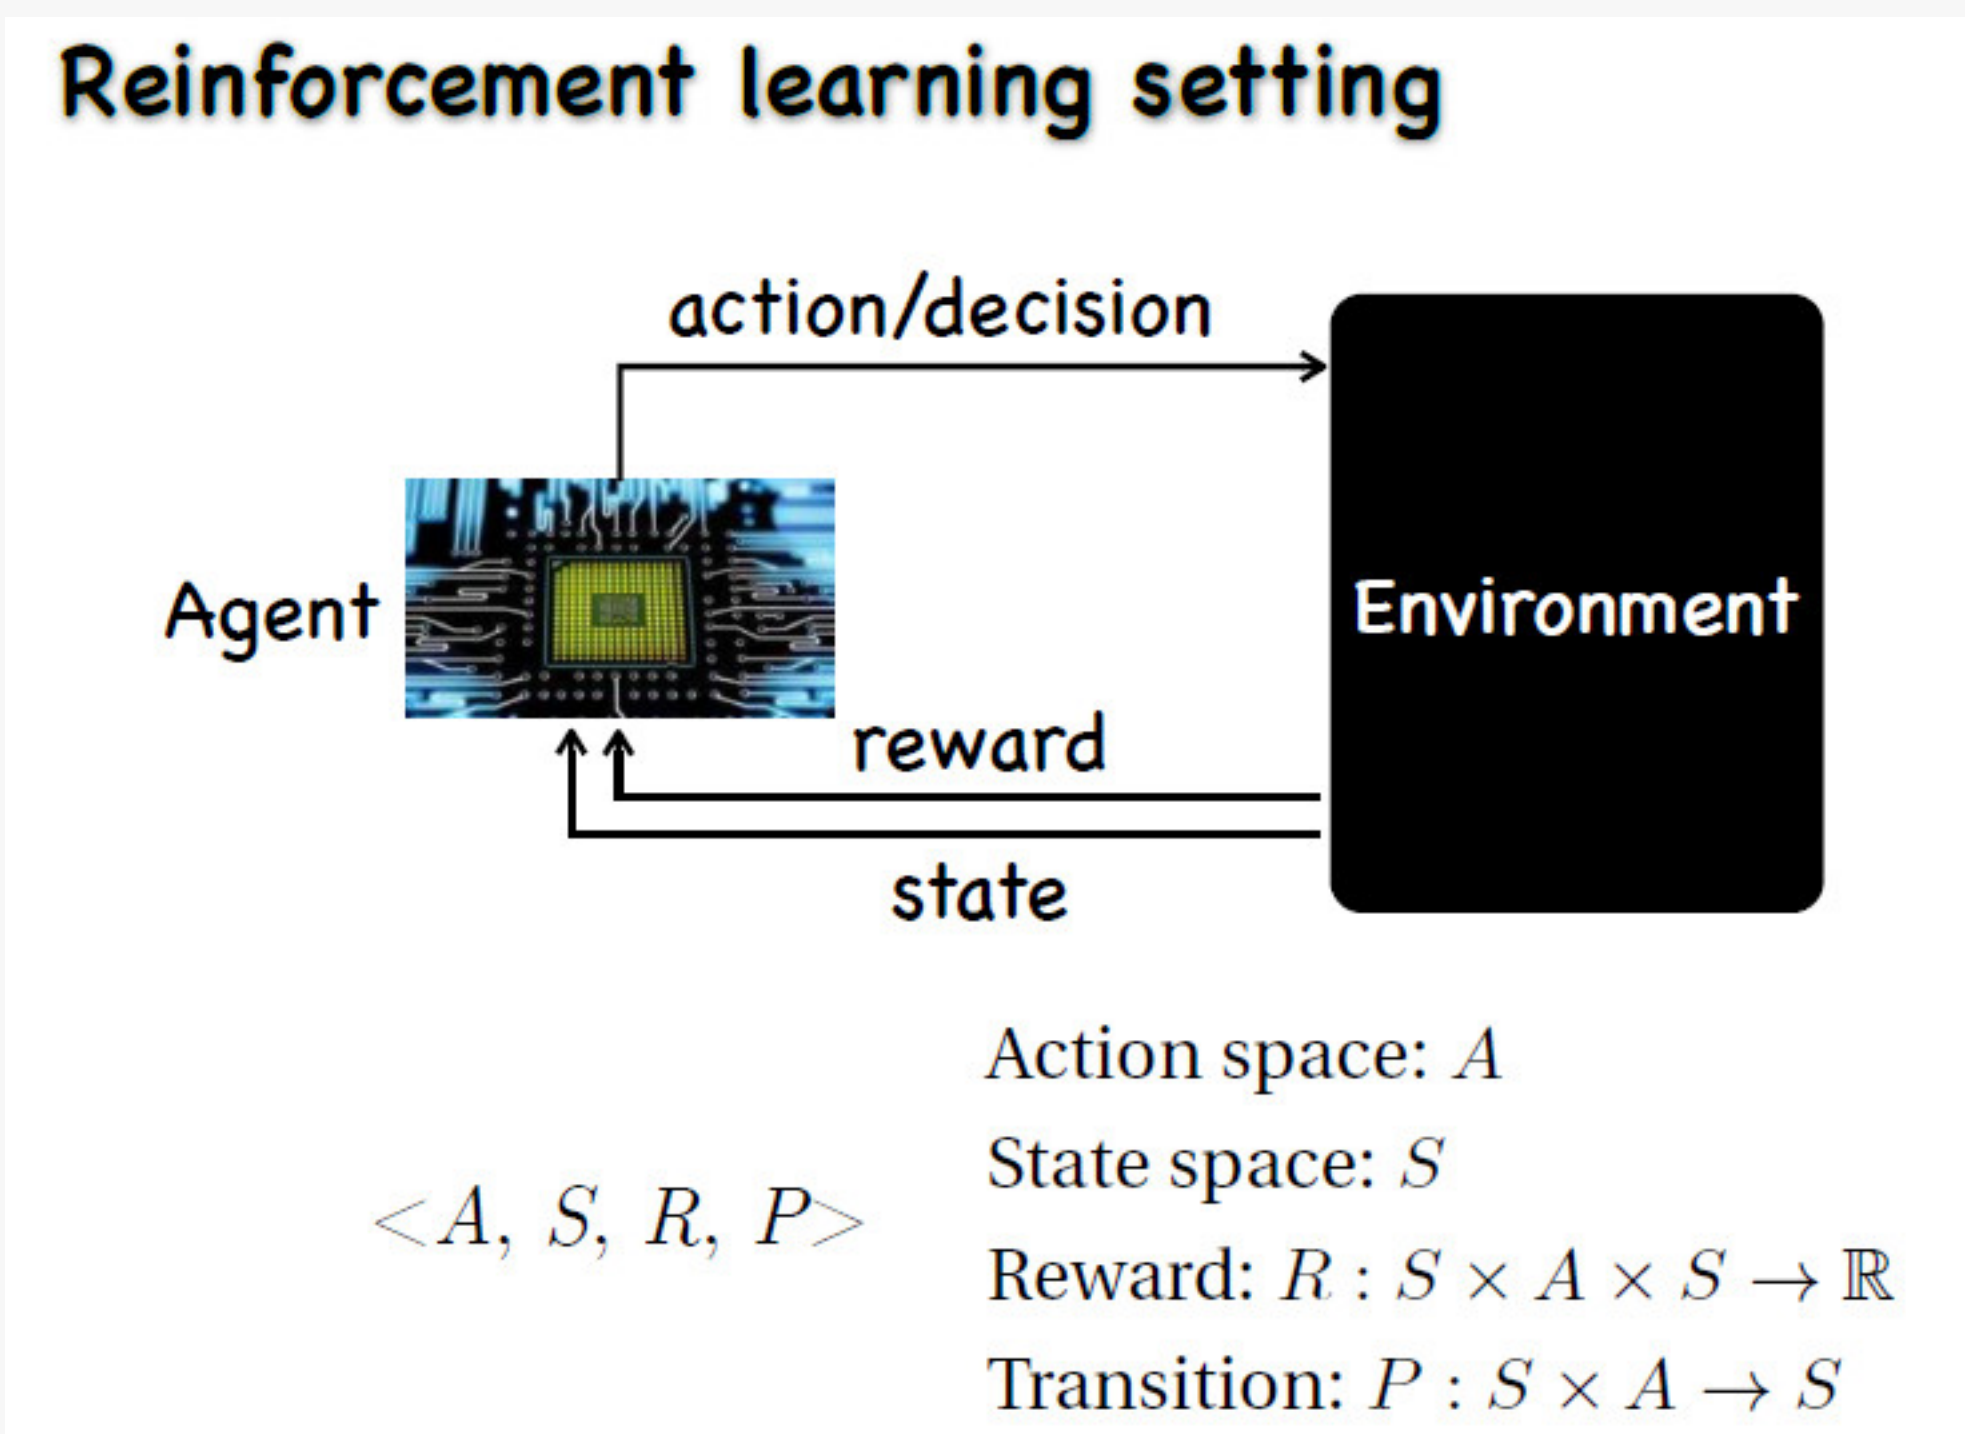 Reinforcement learning setting
action/decision
Agent
Environment
reward
state
Action space: A
State space: S
<A, S, R, P>
Reward: R : S × A × S → ℝ
Transition: P : S × A → S